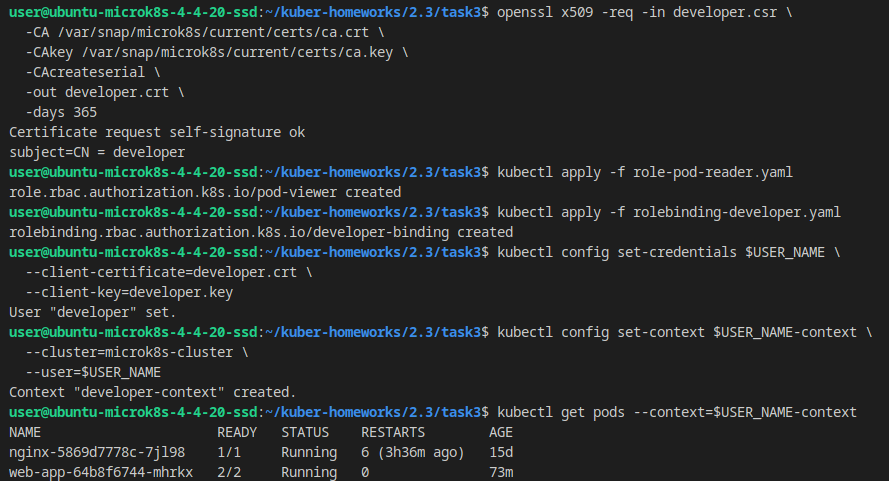 user@ubuntu-microk8s-4-4-20-ssd:~/kuber-homeworks/2.3/task3$ openssl x509 -req -in developer.csr \
  -CA /var/snap/microk8s/current/certs/ca.crt \
  -CAkey /var/snap/microk8s/current/certs/ca.key \
  -CAcreateserial \
  -out developer.crt \
  -days 365
Certificate request self-signature ok
subject=CN = developer
user@ubuntu-microk8s-4-4-20-ssd:~/kuber-homeworks/2.3/task3$ kubectl apply -f role-pod-reader.yaml
role.rbac.authorization.k8s.io/pod-viewer created
user@ubuntu-microk8s-4-4-20-ssd:~/kuber-homeworks/2.3/task3$ kubectl apply -f rolebinding-developer.yaml
rolebinding.rbac.authorization.k8s.io/developer-binding created
user@ubuntu-microk8s-4-4-20-ssd:~/kuber-homeworks/2.3/task3$ kubectl config set-credentials $USER_NAME \
  --client-certificate=developer.crt \
  --client-key=developer.key
User "developer" set.
user@ubuntu-microk8s-4-4-20-ssd:~/kuber-homeworks/2.3/task3$ kubectl config set-context $USER_NAME-context \
  --cluster=microk8s-cluster \
  --user=$USER_NAME
Context "developer-context" created.
user@ubuntu-microk8s-4-4-20-ssd:~/kuber-homeworks/2.3/task3$ kubectl get pods --context=$USER_NAME-context
NAME                       READY   STATUS    RESTARTS        AGE
nginx-5869d7778c-7jl98     1/1     Running   6 (3h36m ago)   15d
web-app-64b8f6744-mhrkx    2/2     Running   0               73m